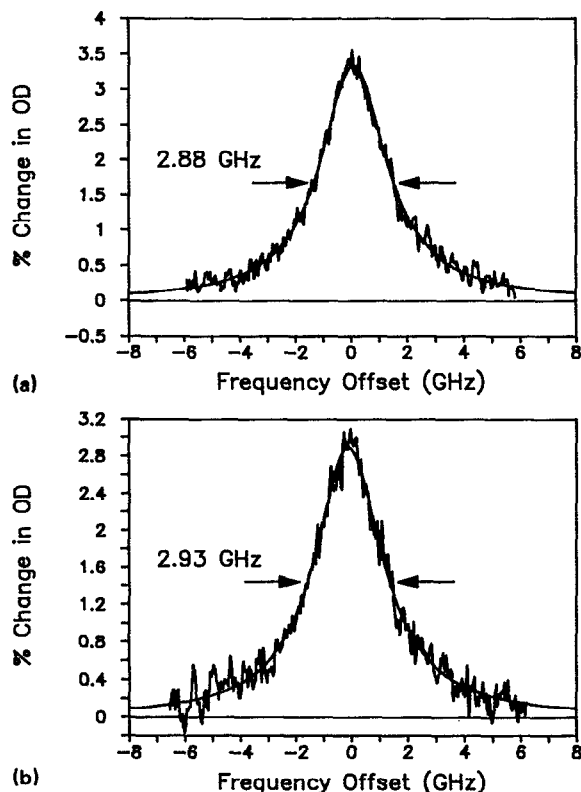 4
3.5
3
2.5
2
1.5
1
0.5
0
−0.5
% Change in OD
2.88 GHz
−8 −6 −4 −2 0 2 4 6 8
(a) Frequency Offset (GHz)
3.2
2.8
2.4
2
1.6
1.2
0.8
0.4
0
% Change in OD
2.93 GHz
−8 −6 −4 −2 0 2 4 6 8
(b) Frequency Offset (GHz)